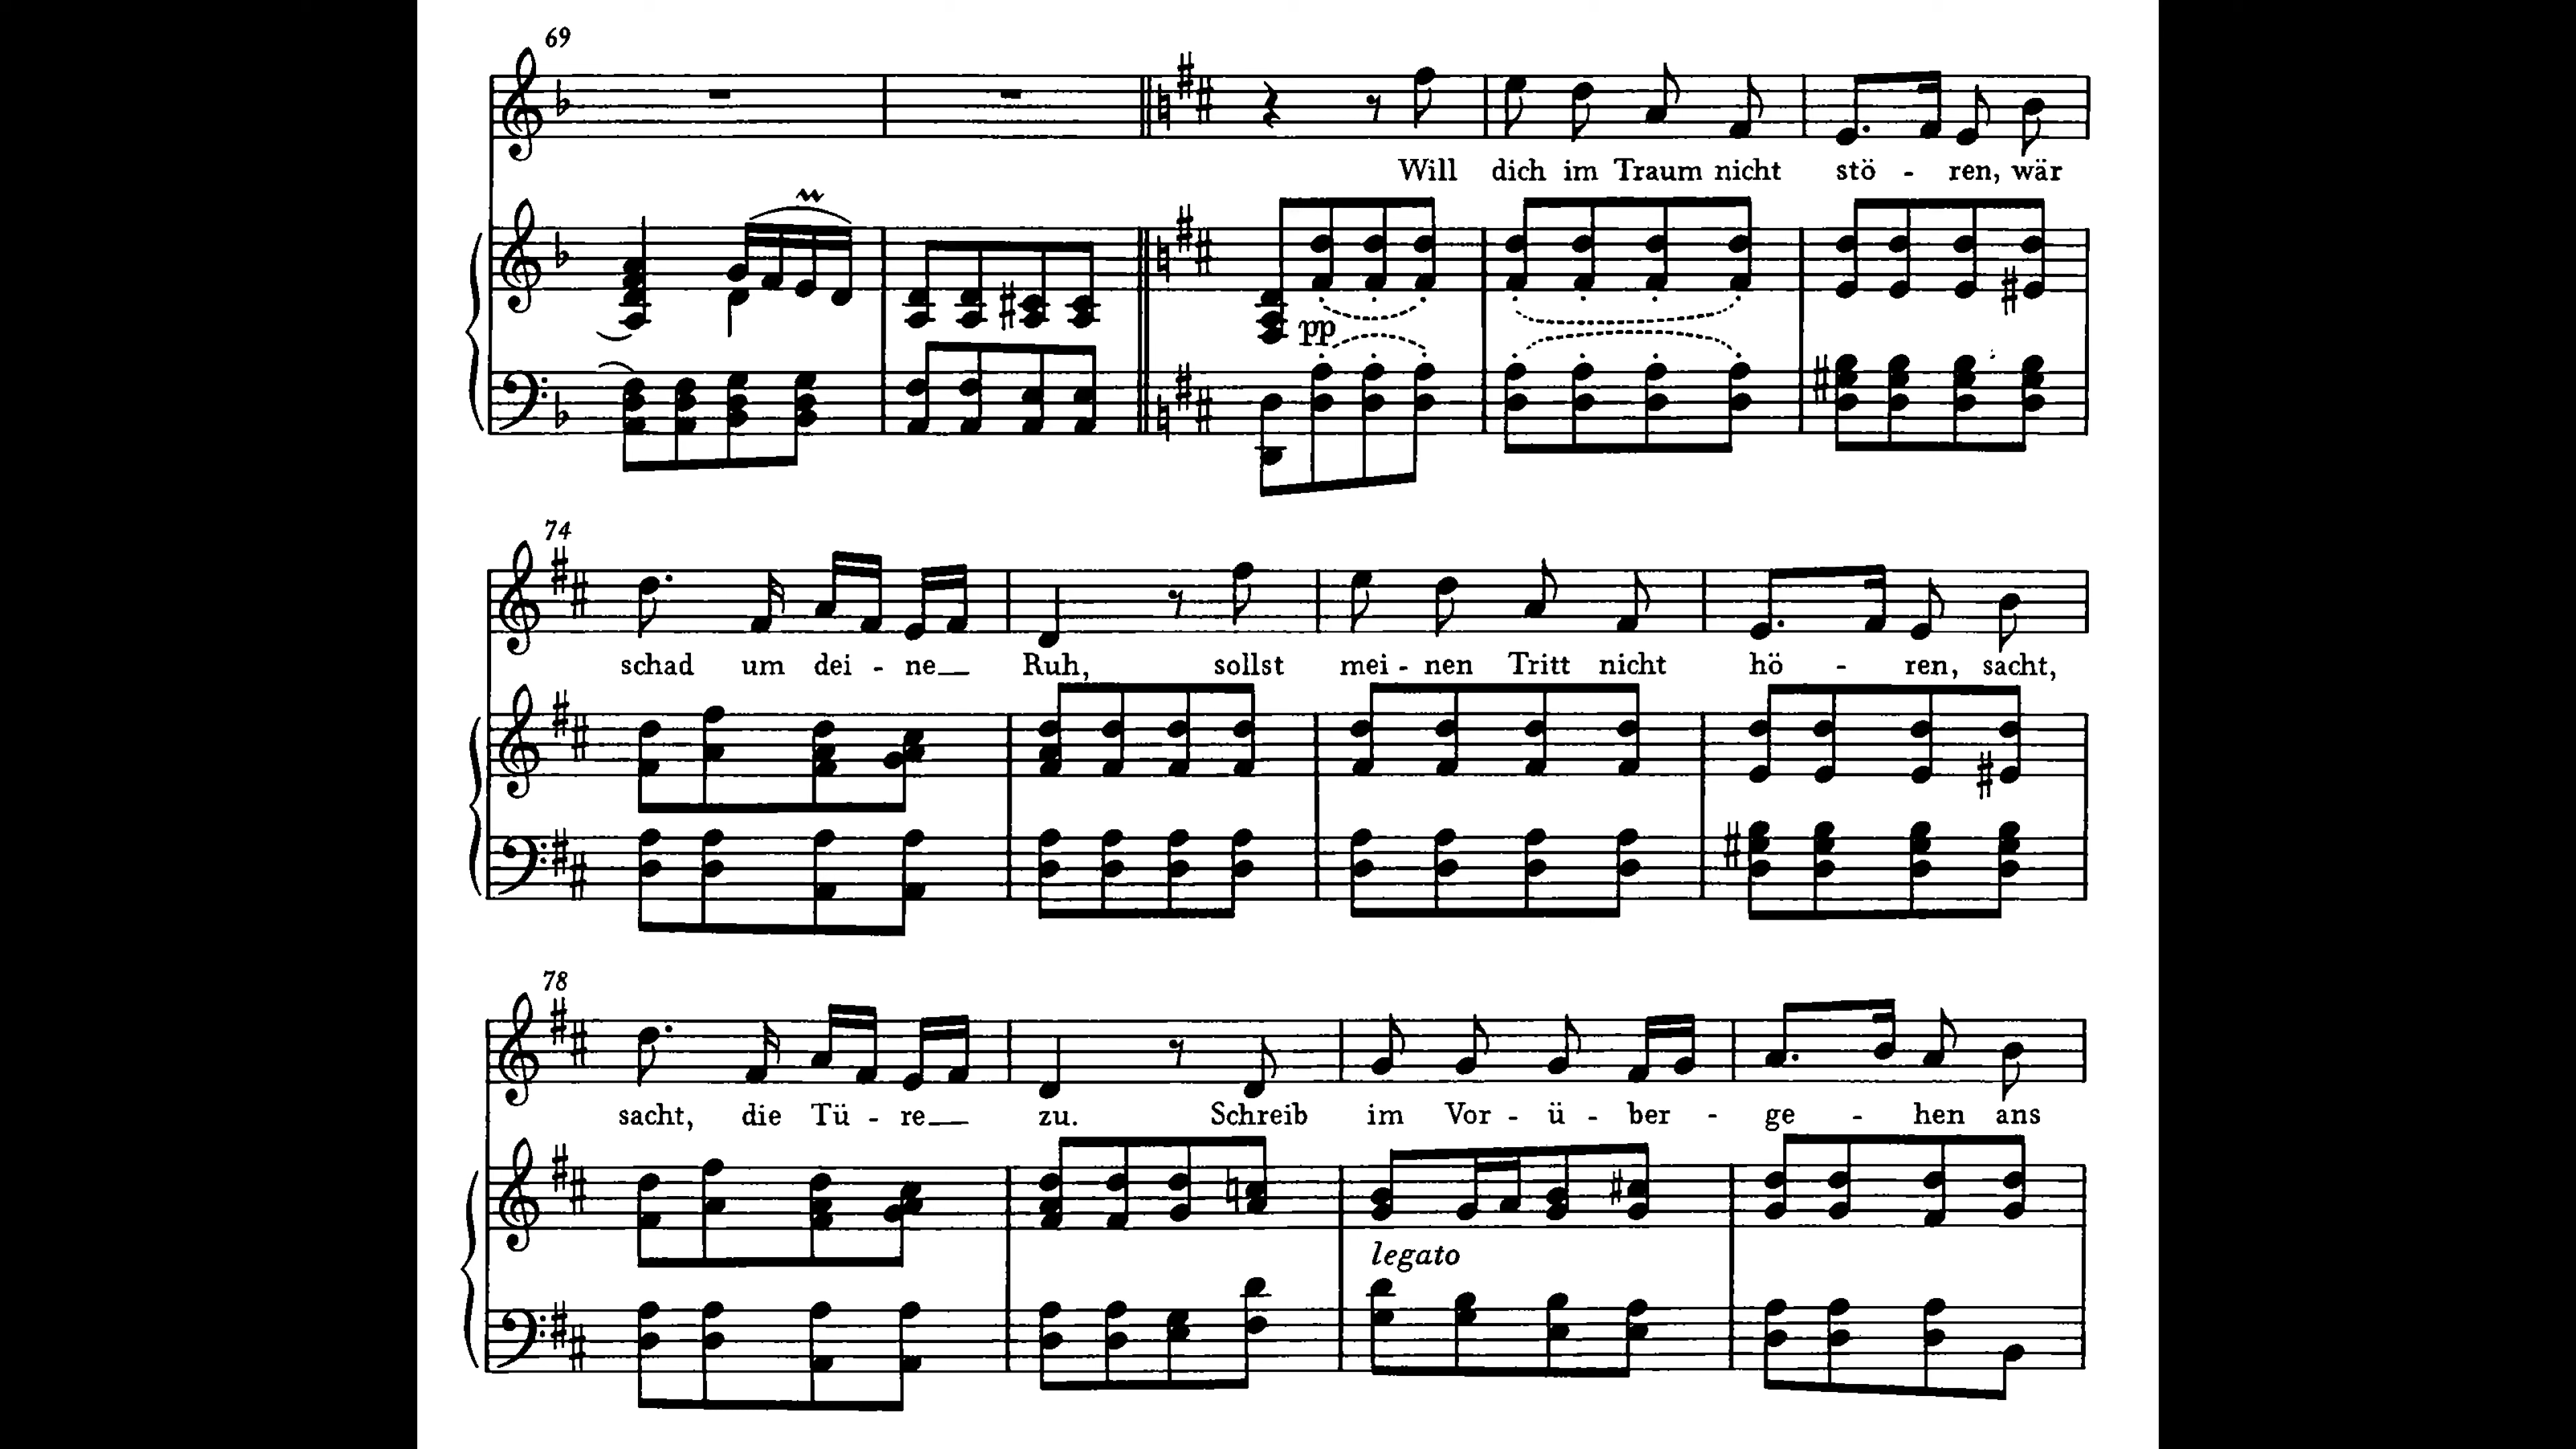 69
Will dich im Traum nicht stö - ren, wär
pp
74
schad um dei - ne Ruh, sollst mei - nen Tritt nicht hö - ren, sacht,
78
sacht, die Tü - re zu. Schreib im Vor - ü - ber - ge - hen ans
legato